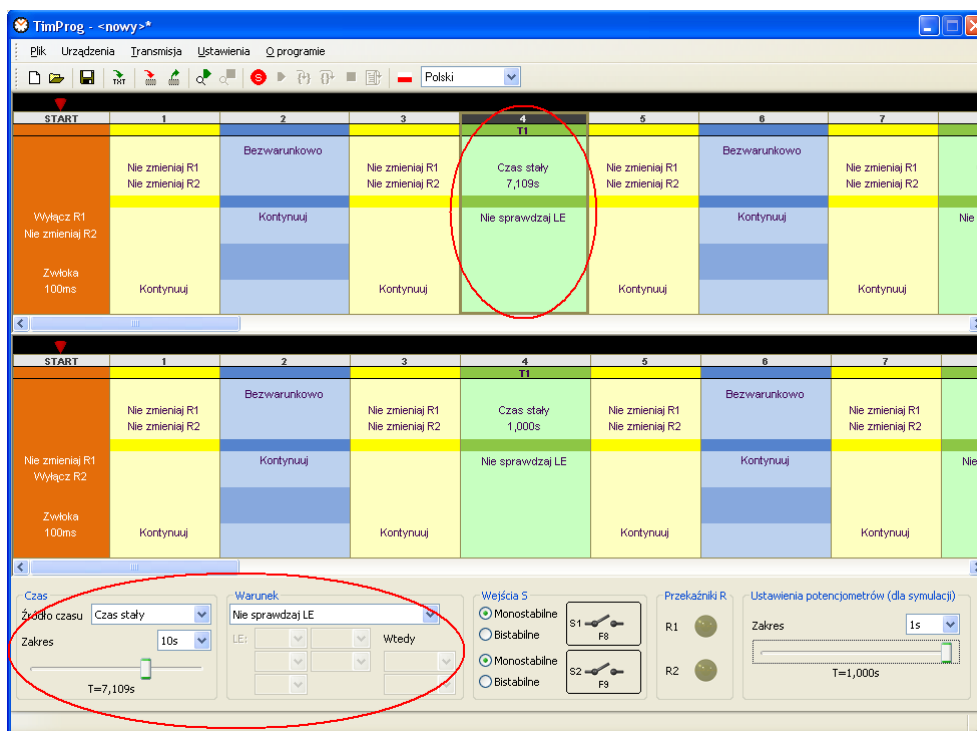 TimProg - <nowy>*
Plik Urządzenia Transmisja Ustawienia O programie
TXT S Polski
START 1 2 3 4 5 6 7
T1
Bezwarunkowo Bezwarunkowo
Nie zmieniaj R1 Nie zmieniaj R1 Czas stały Nie zmieniaj R1 Nie zmieniaj R1
Nie zmieniaj R2 Nie zmieniaj R2 7,109s Nie zmieniaj R2 Nie zmieniaj R2
Wyłącz R1 Kontynuuj Nie sprawdzaj LE Kontynuuj Nie
Nie zmieniaj R2
Zwłoka
100ms Kontynuuj Kontynuuj Kontynuuj Kontynuuj
START 1 2 3 4 5 6 7
T1
Bezwarunkowo Bezwarunkowo
Nie zmieniaj R1 Nie zmieniaj R1 Czas stały Nie zmieniaj R1 Nie zmieniaj R1
Nie zmieniaj R2 Nie zmieniaj R2 1,000s Nie zmieniaj R2 Nie zmieniaj R2
Nie zmieniaj R1 Kontynuuj Nie sprawdzaj LE Kontynuuj Nie
Wyłącz R2
Zwłoka
100ms Kontynuuj Kontynuuj Kontynuuj Kontynuuj
Czas Warunek Wejścia S Przekaźniki R Ustawienia potencjometrów (dla symulacji)
Źródło czasu Czas stały Nie sprawdzaj LE Monostabilne S1 F8 R1 Zakres 1s
Zakres 10s LE: Wtedy Bistabilne
T=7,109s Monostabilne S2 F9 R2 T=1,000s
Bistabilne